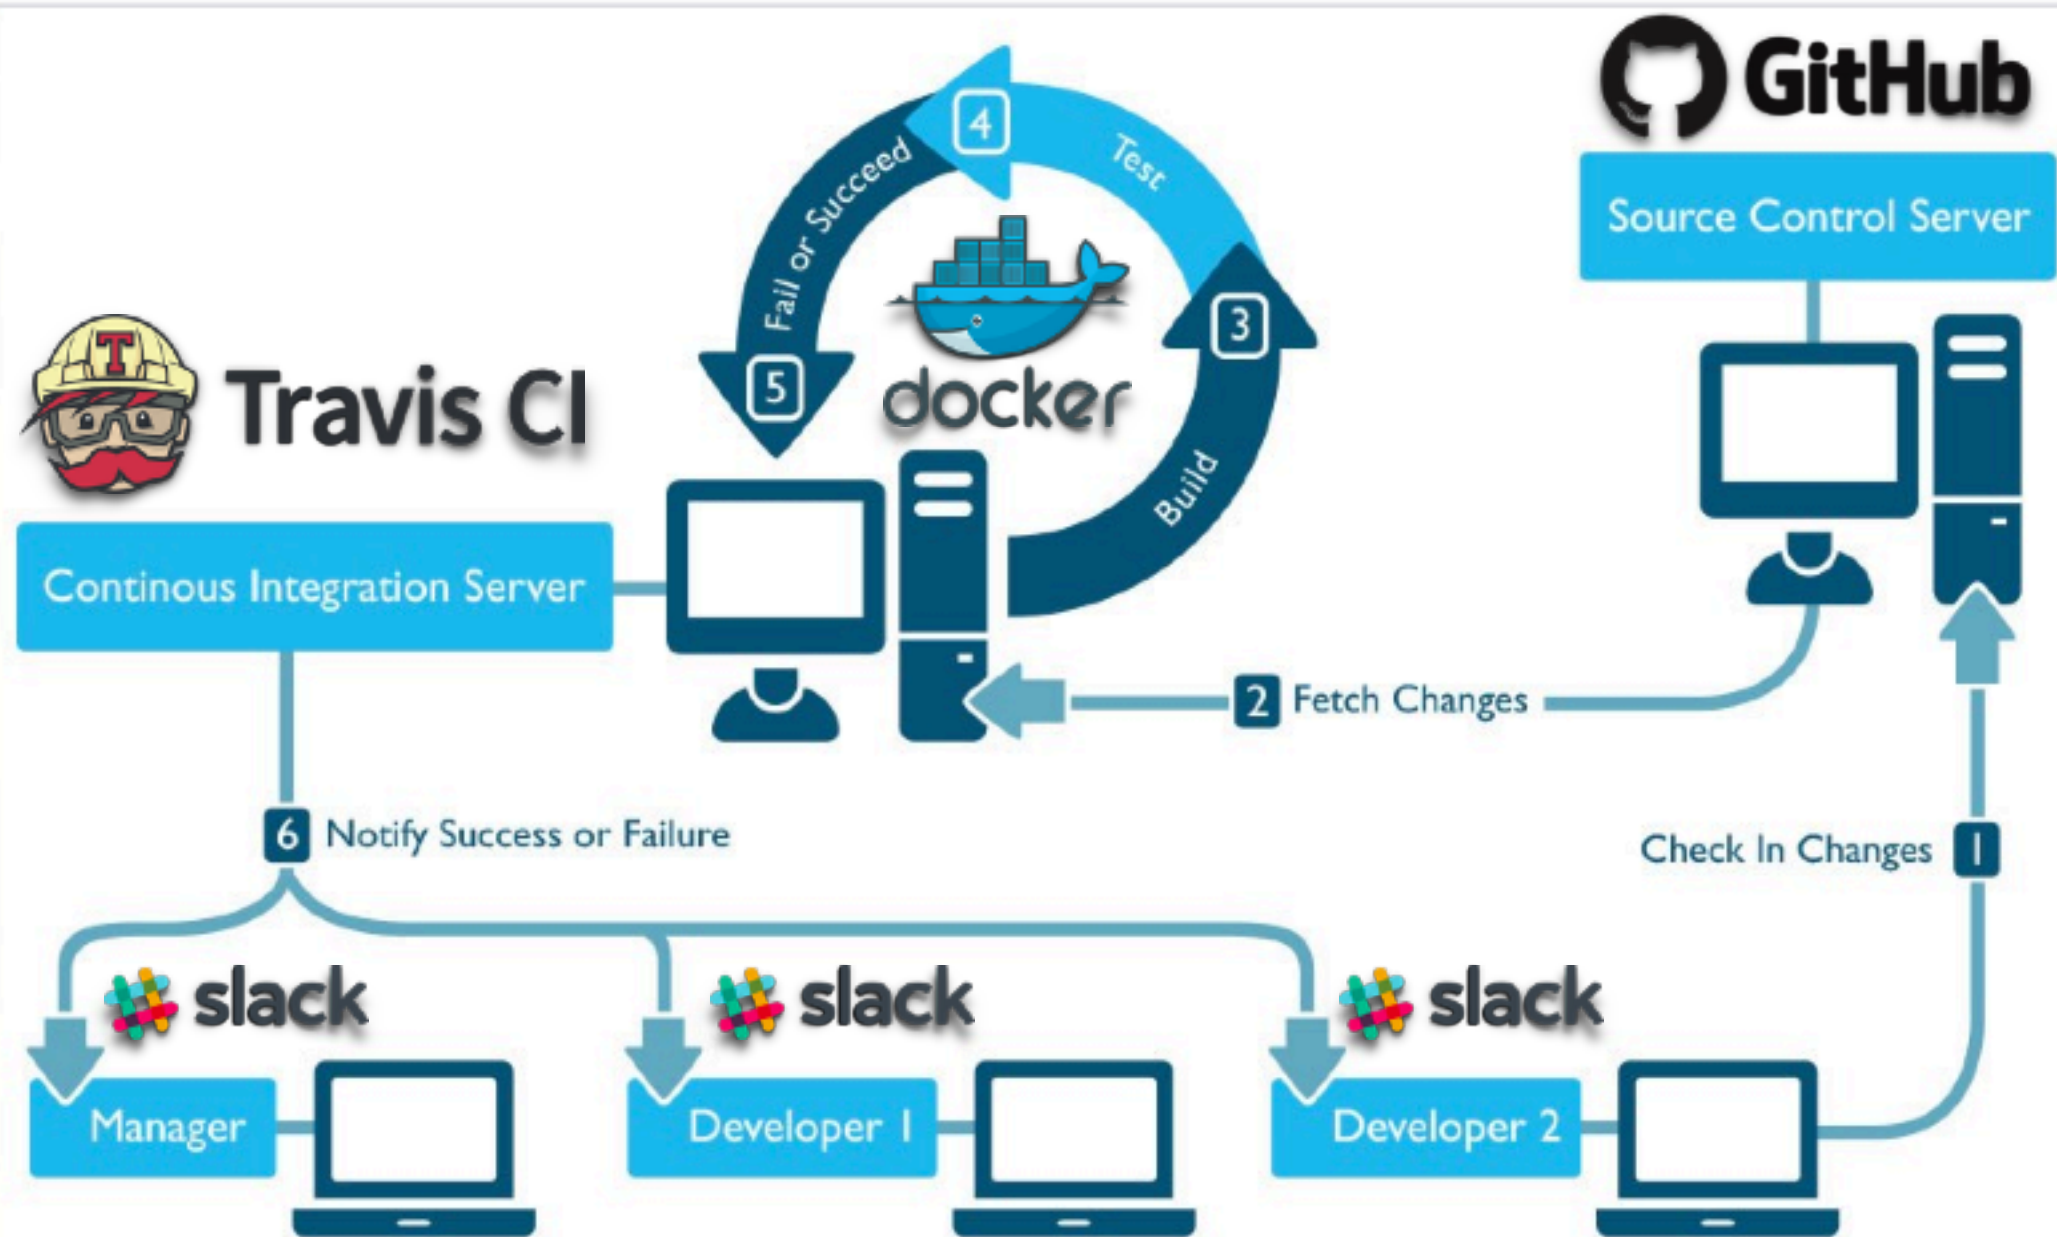 GitHub
Source Control Server
4
Test
Fail or Succeed
3
5
docker
Build
T
Travis CI
Continous Integration Server
2 Fetch Changes
6 Notify Success or Failure
Check In Changes 1
slack
slack
slack
Manager
Developer 1
Developer 2